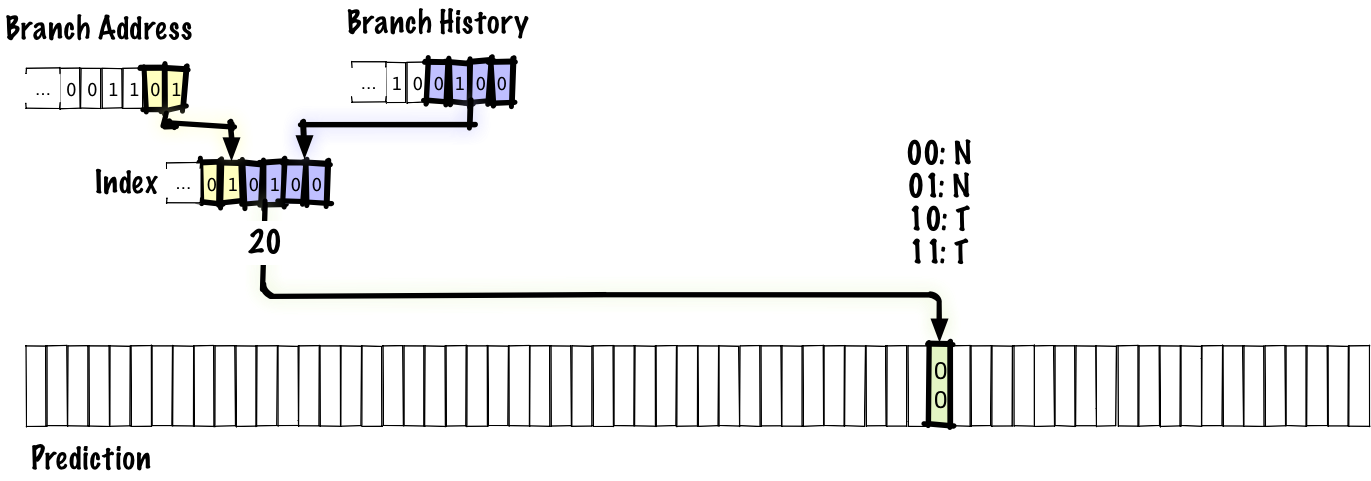 Branch Address
Branch History
... 0 0 1 1 0 1
... 1 0 0 1 0 0
Index ... 0 1 0 1 0 0
20
00: N
01: N
10: T
11: T
0
0
Prediction